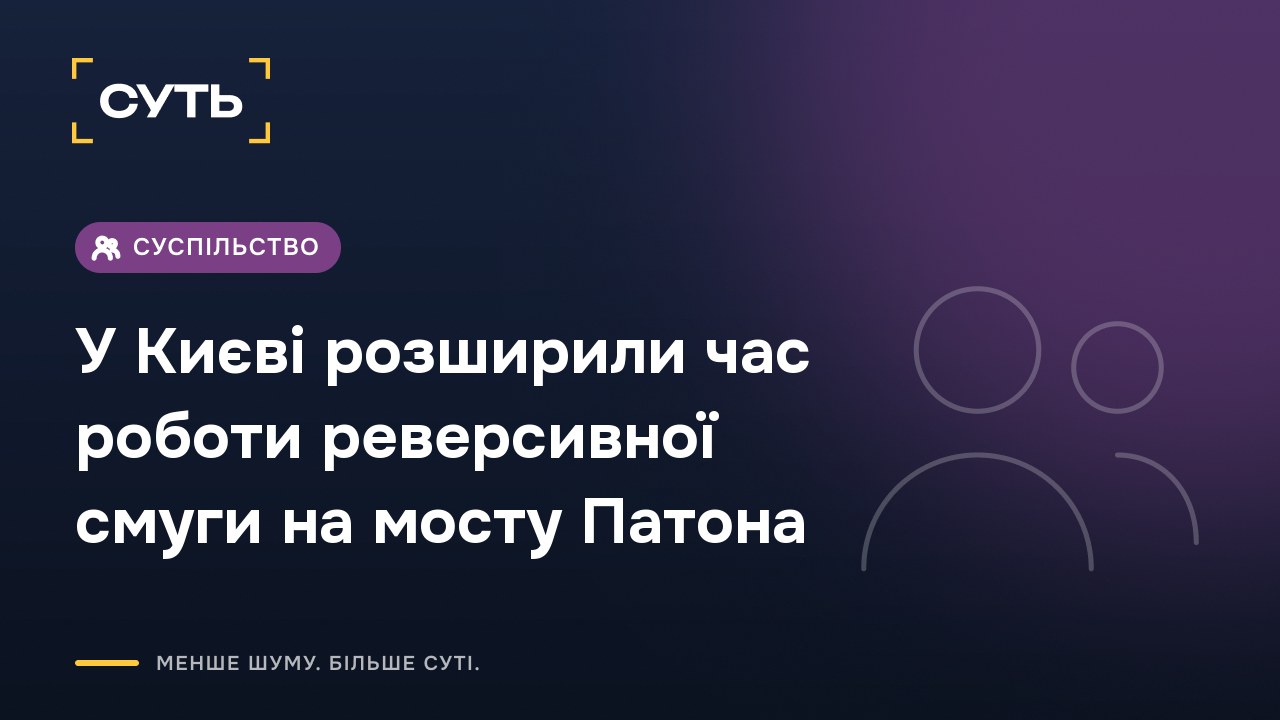 СУТЬ
СУСПІЛЬСТВО
У Києві розширили час
роботи реверсивної
смуги на мосту Патона
МЕНШЕ ШУМУ. БІЛЬШЕ СУТІ.